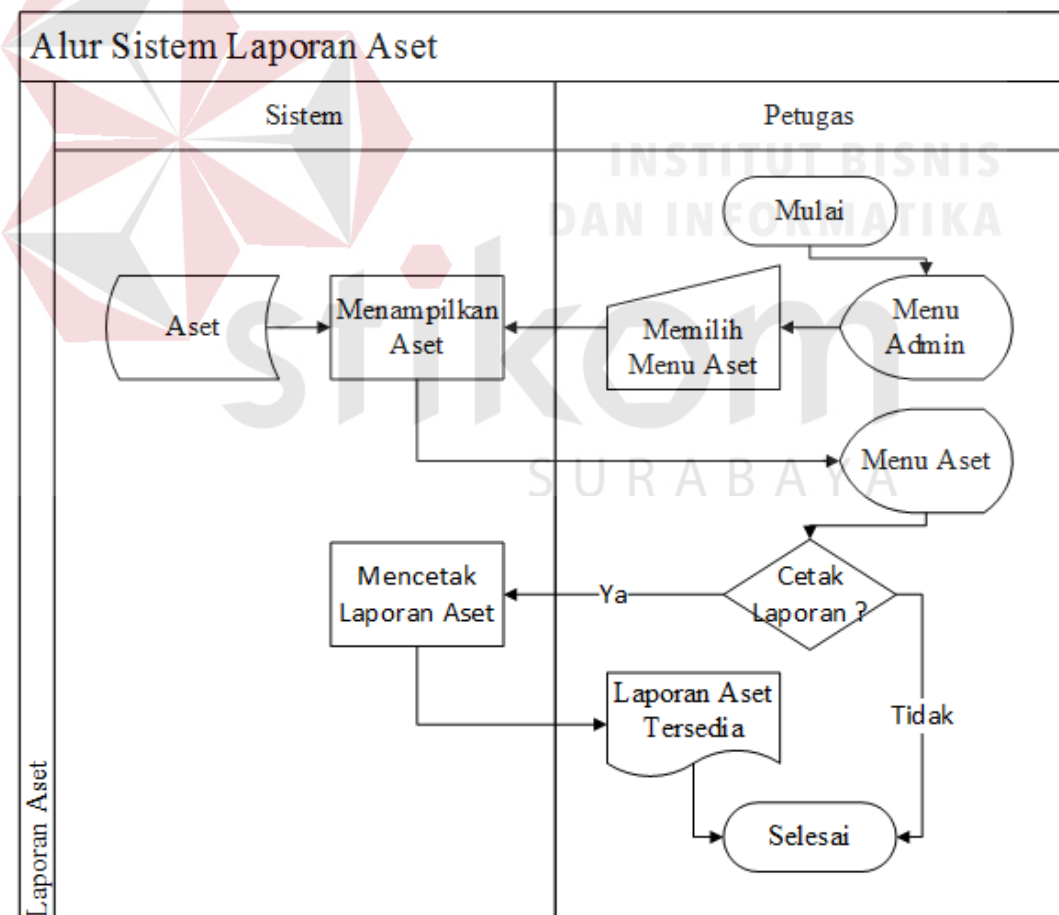 Alur Sistem Laporan Aset
Sistem
Petugas
INSTITUT BISNIS
DAN INFORMATIKA
Mulai
Aset
Menampilkan
Aset
Memilih
Menu Aset
Menu
Admin
stikom
SURABAYA
Menu Aset
Mencetak
Laporan Aset
Ya
Cetak
Laporan ?
Laporan Aset
Tersedia
Tidak
Selesai
Laporan Aset